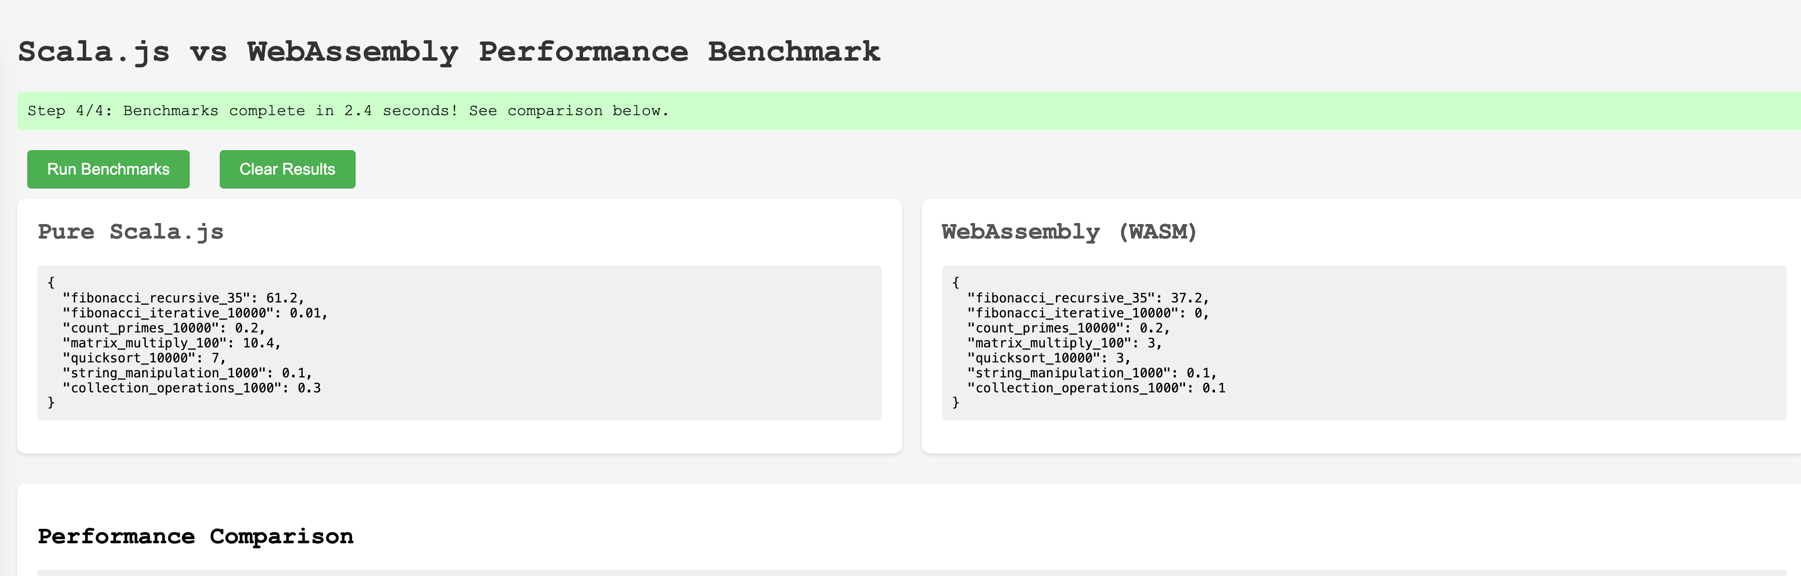 Scala.js vs WebAssembly Performance Benchmark
Step 4/4: Benchmarks complete in 2.4 seconds! See comparison below.
Run Benchmarks
Clear Results
Pure Scala.js
{
  "fibonacci_recursive_35": 61.2,
  "fibonacci_iterative_10000": 0.01,
  "count_primes_10000": 0.2,
  "matrix_multiply_100": 10.4,
  "quicksort_10000": 7,
  "string_manipulation_1000": 0.1,
  "collection_operations_1000": 0.3
}
WebAssembly (WASM)
{
  "fibonacci_recursive_35": 37.2,
  "fibonacci_iterative_10000": 0,
  "count_primes_10000": 0.2,
  "matrix_multiply_100": 3,
  "quicksort_10000": 3,
  "string_manipulation_1000": 0.1,
  "collection_operations_1000": 0.1
}
Performance Comparison